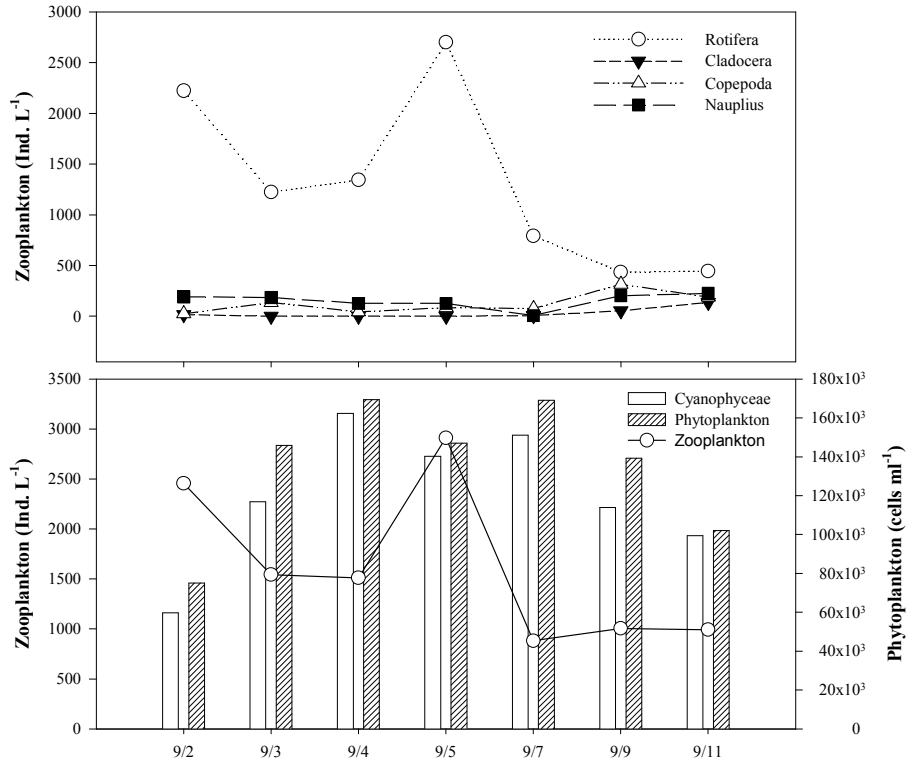 3000
2500
2000
1500
1000
500
0
Zooplankton (Ind. L⁻¹)
Rotifera
Cladocera
Copepoda
Nauplius
3500
3000
2500
2000
1500
1000
500
0
Zooplankton (Ind. L⁻¹)
Cyanophyceae
Phytoplankton
Zooplankton
180x10³
160x10³
140x10³
120x10³
100x10³
80x10³
60x10³
40x10³
20x10³
0
Phytoplankton (cells ml⁻¹)
9/2 9/3 9/4 9/5 9/7 9/9 9/11